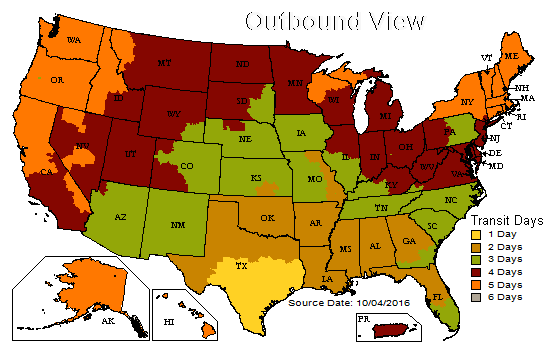 Outbound View
WA
MT
ND
MN
VT
ME
OR
ID
WY
SD
WI
MI
NY
NH
MA
RI
CT
NJ
DE
MD
PA
NV
UT
CO
NE
IA
IL
IN
OH
WV
VA
CA
KS
MO
KY
AZ
NM
OK
AR
TN
NC
SC
TX
LA
MS
AL
GA
FL
AK
HI
PR
Source Date: 10/04/2016
Transit Days
1 Day
2 Days
3 Days
4 Days
5 Days
6 Days